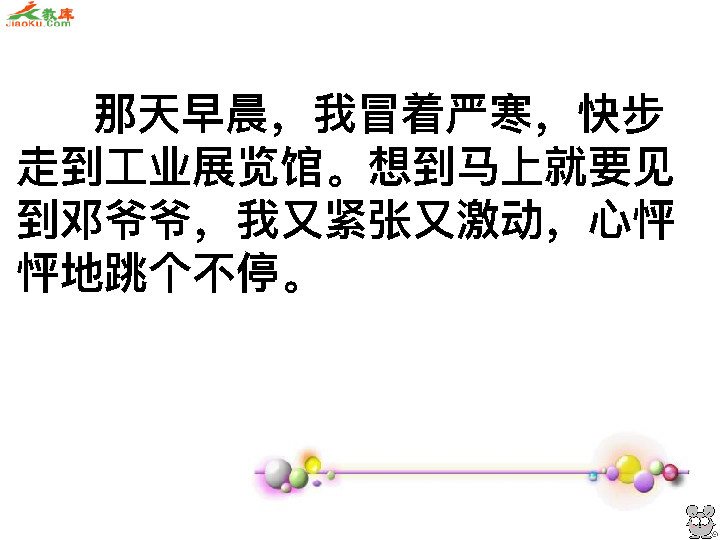 教库
JiaoKu.Com
那天早晨，我冒着严寒，快步
走到工业展览馆。想到马上就要见
到邓爷爷，我又紧张又激动，心怦
怦地跳个不停。